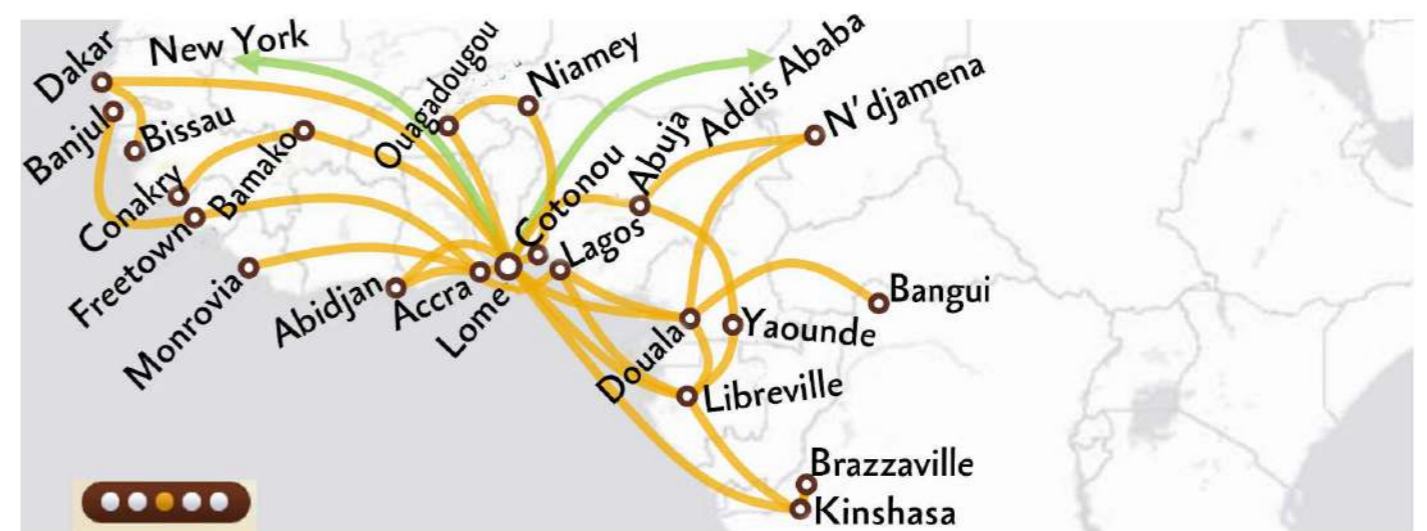 Dakar
New York
Ouagadougou
Niamey
Addis Ababa
N'djamena
Banjul
Bissau
Bamako
Abuja
Conakry
Cotonou
Freetown
Lagos
Monrovia
Abidjan
Accra
Lome
Bangui
Yaounde
Douala
Libreville
Brazzaville
Kinshasa